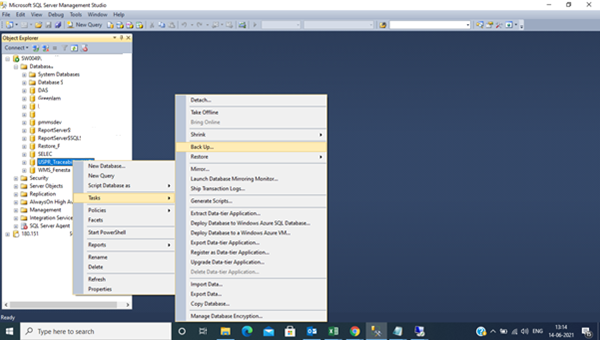 Microsoft SQL Server Management Studio
File Edit View Debug Tools Window Help
New Query
Object Explorer
Connect
Databas..
System Databases
Database S
DAS
Greenlam
pmmsdev
ReportServer$
ReportServer$SQL!
Restore_F
SELEC
USPR_Traceab
WMS_Fenesta
Security
Server Objects
Replication
AlwaysOn High A
Management
Integration Service
SQL Server Agent
180.151
New Database...
New Query
Script Database as
Tasks
Policies
Facets
Start PowerShell
Reports
Rename
Delete
Refresh
Properties
Detach...
Take Offline
Bring Online
Shrink
Back Up...
Restore
Mirror...
Launch Database Mirroring Monitor...
Ship Transaction Logs...
Generate Scripts...
Extract Data-tier Application...
Deploy Database to Windows Azure SQL Database...
Deploy Database to a Windows Azure VM...
Export Data-tier Application...
Register as Data-tier Application...
Upgrade Data-tier Application...
Delete Data-tier Application...
Import Data...
Export Data...
Copy Database...
Manage Database Encryption...
Ready
Type here to search
ENG
13:14
14-06-2021